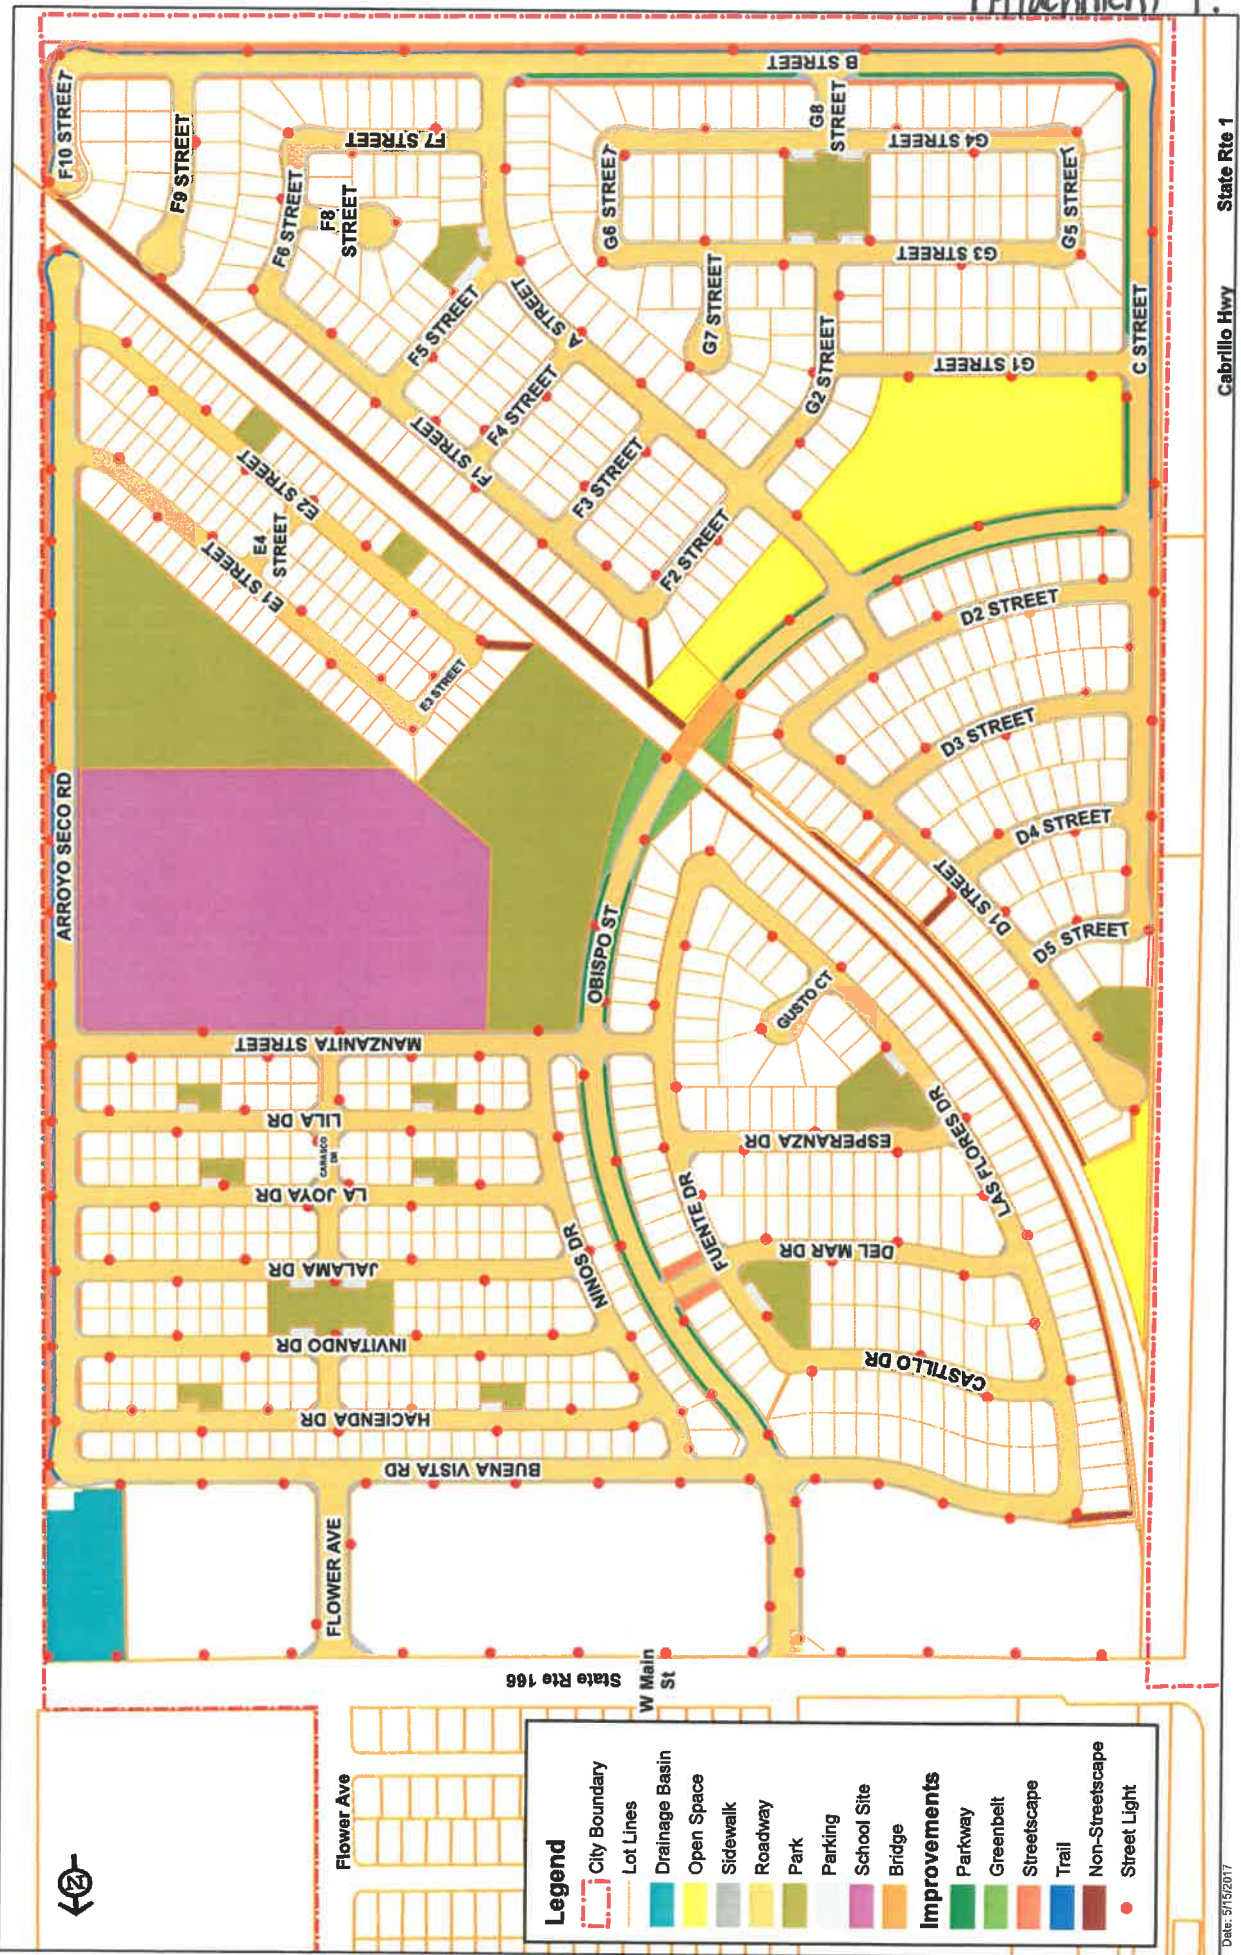 Attachment 1.
B STREET
F10 STREET
F9 STREET
F7 STREET
G8
STREET
G4 STREET
F6 STREET
F8
STREET
G6 STREET
G5 STREET
G3 STREET
State Rte 1
Cabrillo Hwy
F5 STREET
A STREET
G7 STREET
G2 STREET
G1 STREET
C STREET
F4 STREET
F1 STREET
F3 STREET
F2 STREET
E2 STREET
E4
STREET
E1 STREET
E3 STREET
D2 STREET
D3 STREET
D4 STREET
D1 STREET
D5 STREET
ARROYO SECO RD
OBISPO ST
GUSTO CT
MANZANITA STREET
LILA DR
CARASCO
DR
LA JOYA DR
JALAMA DR
INVITANDO DR
HACIENDA DR
BUENA VISTA RD
NINOS DR
FUENTE DR
ESPERANZA DR
LAS FLORES DR
DEL MAR DR
CASTILLO DR
FLOWER AVE
State Rte 166
W Main
St
Flower Ave
N
Legend
City Boundary
Lot Lines
Drainage Basin
Open Space
Sidewalk
Roadway
Park
Parking
School Site
Bridge
Improvements
Parkway
Greenbelt
Streetscape
Trail
Non-Streetscape
Street Light
Date: 5/15/2017